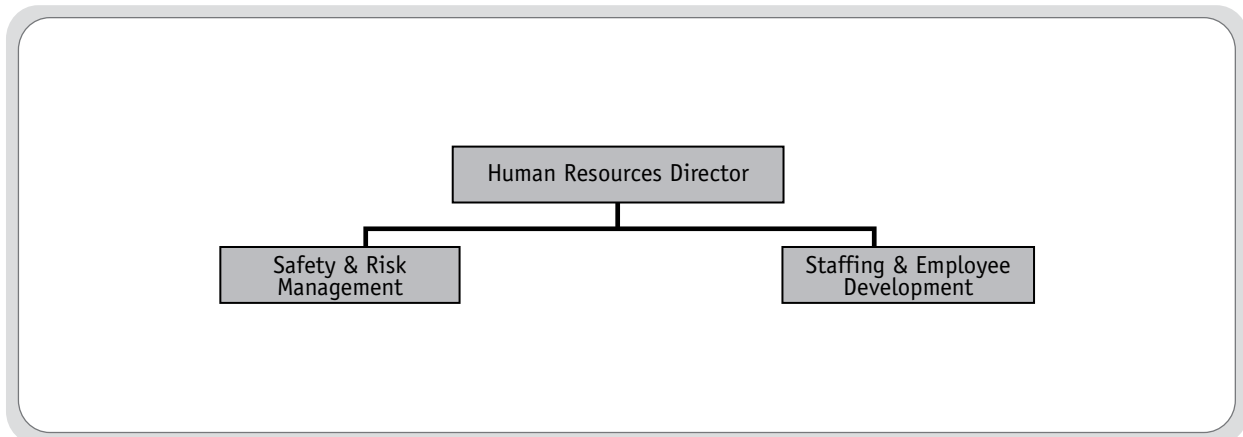 Human Resources Director
Safety & Risk
Management
Staffing & Employee
Development